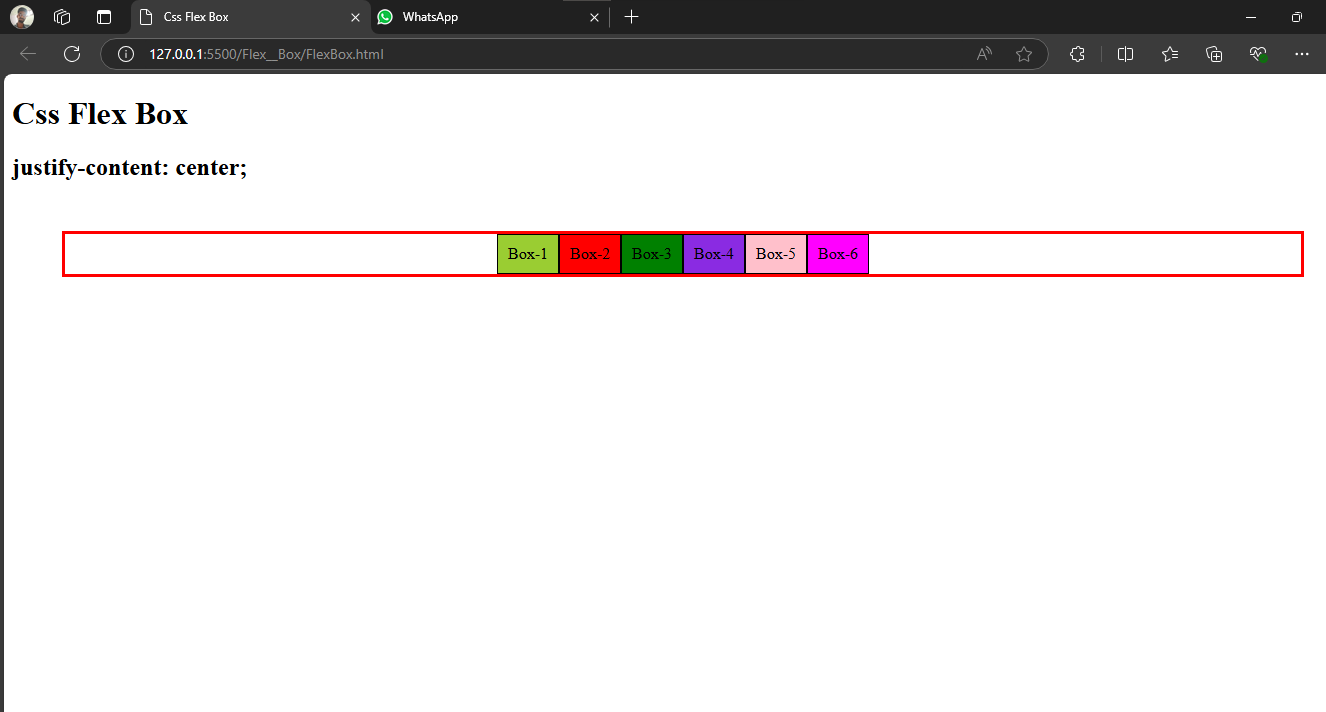 Css Flex Box
WhatsApp
127.0.0.1:5500/Flex__Box/FlexBox.html
Css Flex Box
justify-content: center;
Box-1 Box-2 Box-3 Box-4 Box-5 Box-6